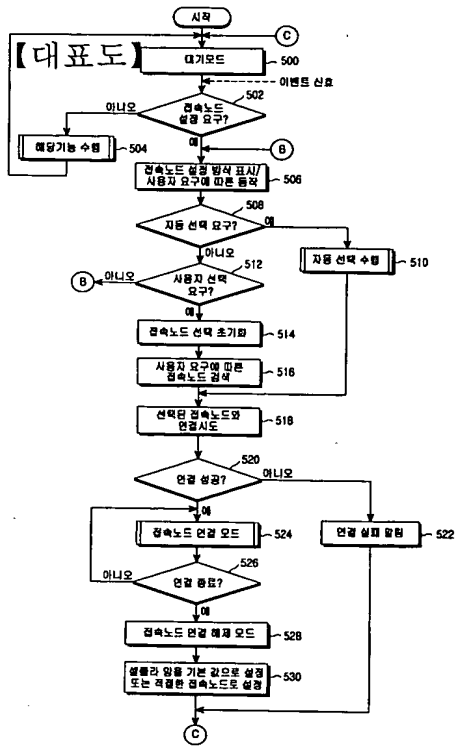 시작
C
【대표도】
대기모드
500
이벤트 신호
502
접속노드
설정 요구?
아니오
예
해당기능 수행
504
B
접속노드 설정 방식 표시/
사용자 요구에 따른 동작
506
508
자동 선택 요구?
예
아니오
자동 선택 수행
510
512
사용자 선택
요구?
아니오
B
예
접속노드 선택 초기화
514
사용자 요구에 따른
접속노드 검색
516
선택된 접속노드와
연결시도
518
520
연결 성공?
아니오
예
접속노드 연결 모드
524
연결 실패 알림
522
526
연결 종료?
아니오
예
접속노드 연결 해제 모드
528
셀룰라 망을 기본 값으로 설정
또는 적절한 접속노드로 설정
530
C